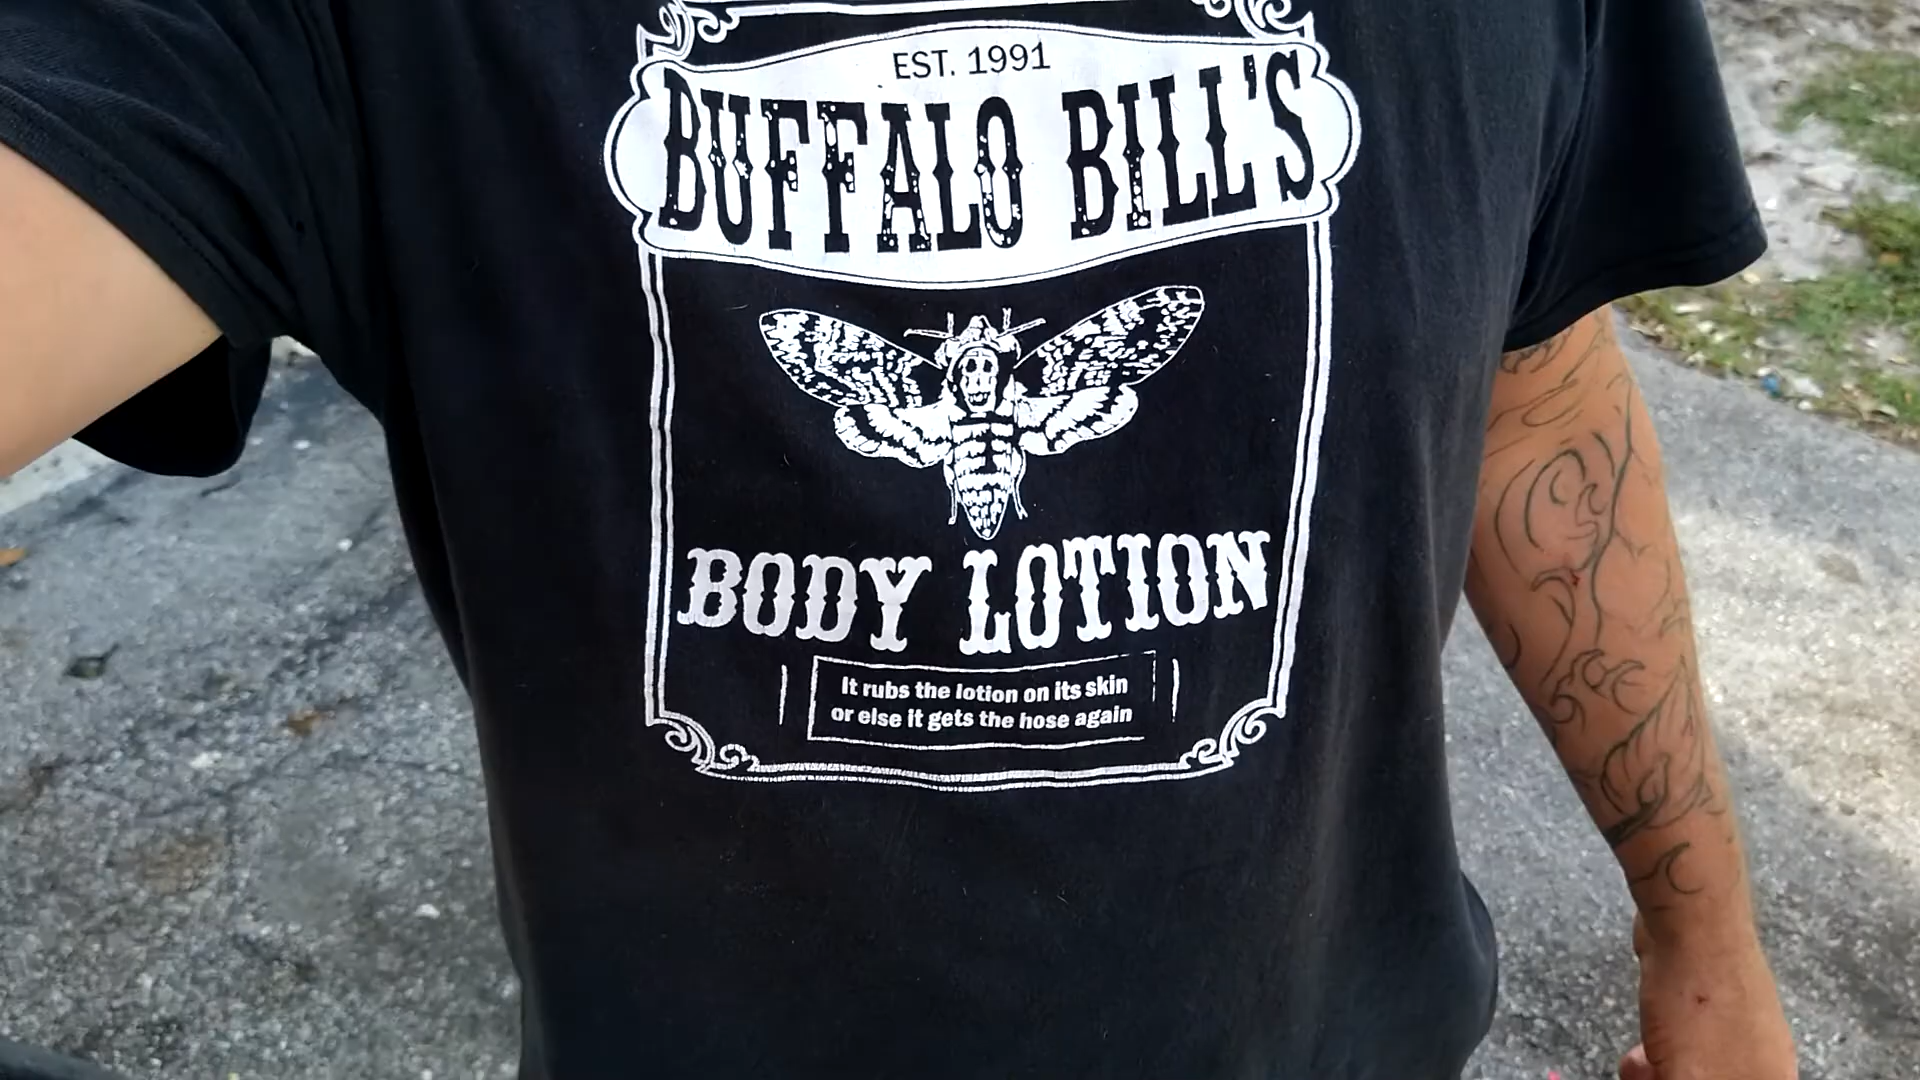 EST. 1991
BUFFALO BILL'S
BODY LOTION
It rubs the lotion on its skin
or else it gets the hose again